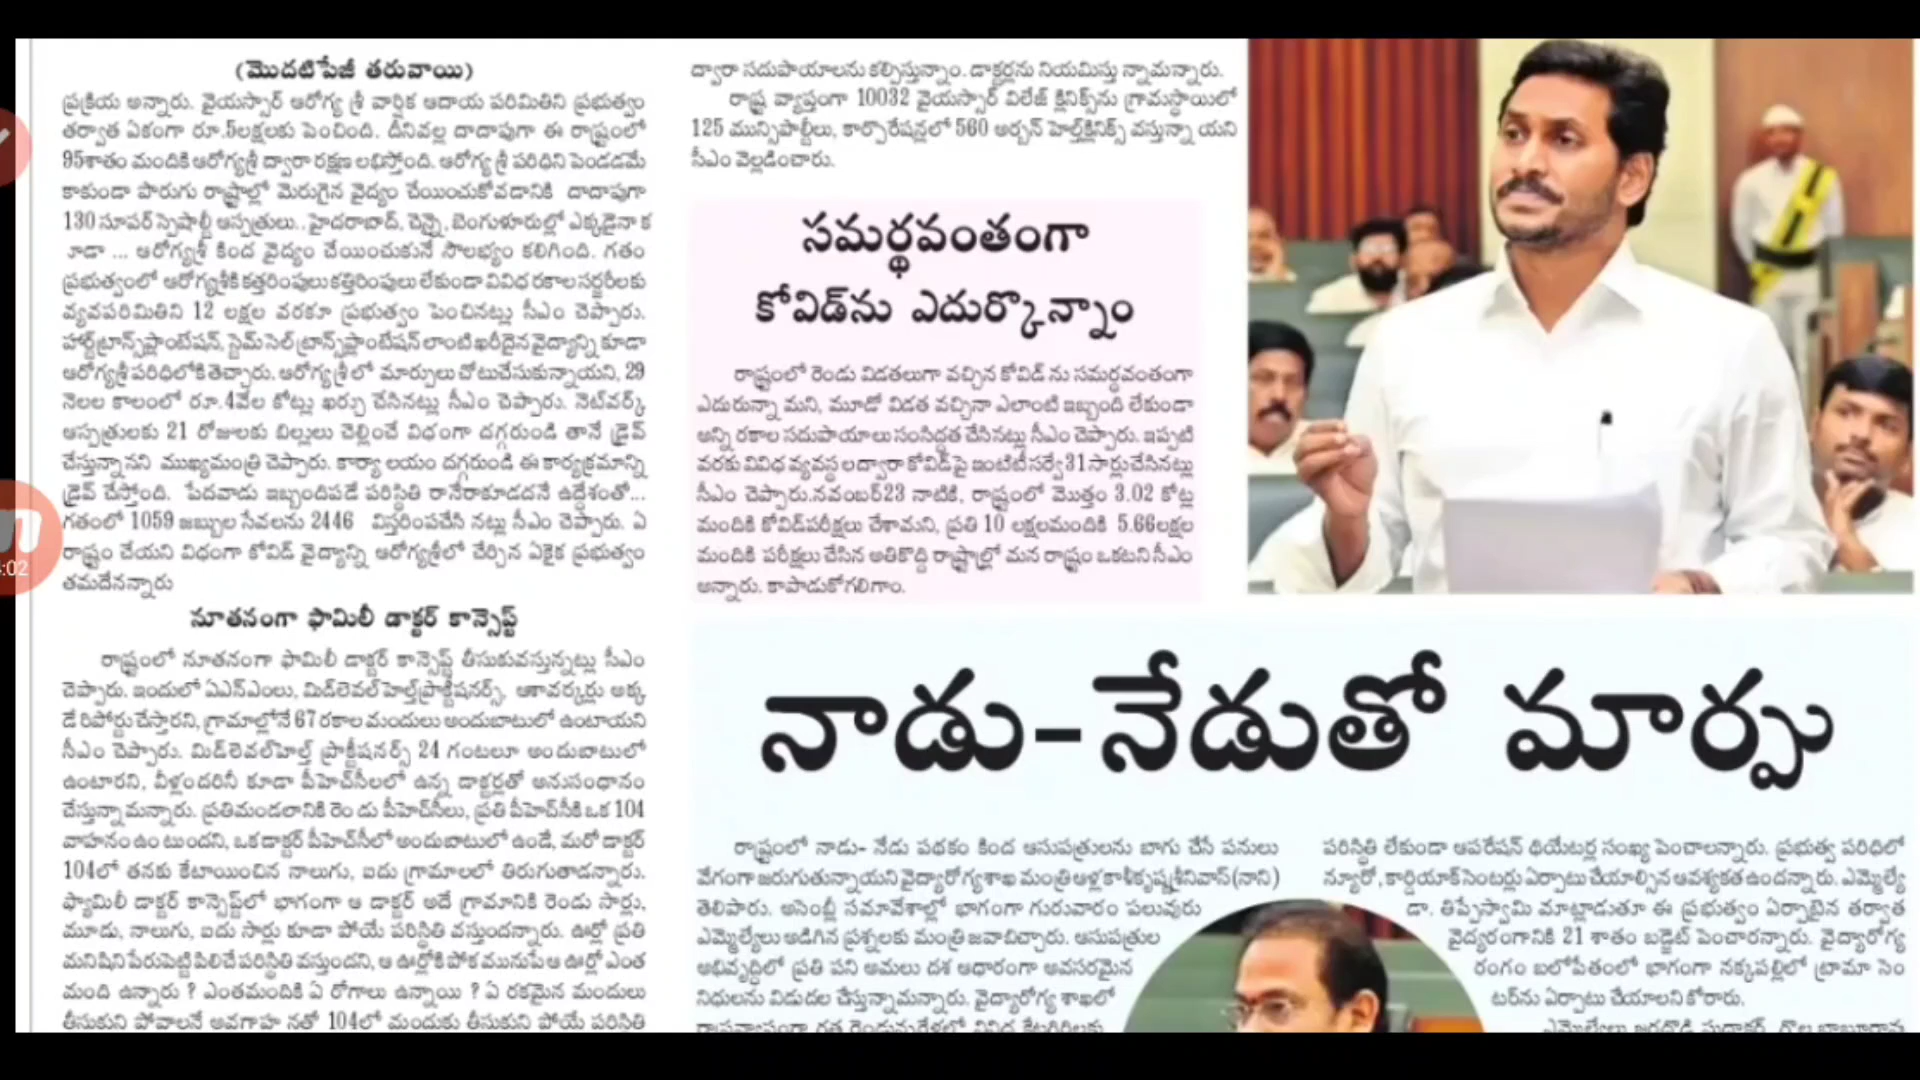 (మొదటిపేజీ తరువాయి)
ప్రక్రియ అన్నారు. వైయస్సార్ ఆరోగ్య శ్రీ వార్షిక ఆదాయ పరిమితిని ప్రభుత్వం
తర్వాత ఏకంగా రూ.5లక్షలకు పెంచింది. దీనివల్ల దాదాపుగా ఈ రాష్ట్రంలో
95శాతం మందికి ఆరోగ్యశ్రీ ద్వారా రక్షణ లభిస్తోంది. ఆరోగ్య శ్రీ పరిధిని పెండడమే
కాకుండా పొరుగు రాష్ట్రాల్లో మెరుగైన వైద్యం చేయించుకోవడానికి దాదాపుగా
130 సూపర్ స్పెషాల్టీ ఆస్పత్రులు.. హైదరాబాద్, చెన్నై, బెంగుళూరుల్లో ఎక్కడైనా క
ూడా ... ఆరోగ్యశ్రీ కింద వైద్యం చేయించుకునే సౌలభ్యం కలిగింది. గతం
ప్రభుత్వంలో ఆరోగ్యశ్రీకి కత్తరింపులు కత్తిరింపులు లేకుండా వివిధ రకాల సర్జరీలకు
వ్యవపరిమితిని 12 లక్షల వరకూ ప్రభుత్వం పెంచినట్లు సీఎం చెప్పారు.
హార్ట్‌ట్రాన్స్‌ప్లాంటేషన్, స్టెమ్‌సెల్‌ట్రాన్స్‌ప్లాంటేషన్ లాంటి ఖరీదైన వైద్యాన్ని కూడా
ఆరోగ్యశ్రీ పరిధిలోకి తెచ్చారు. ఆరోగ్య శ్రీలో మార్పులు చోటుచేసుకున్నాయని, 29
నెలల కాలంలో రూ.4వేల కోట్లు ఖర్చు చేసినట్లు సీఎం చెప్పారు. నెట్‌వర్క్
ఆస్పత్రులకు 21 రోజులకు బిల్లులు చెల్లించే విధంగా దగ్గరుండి తానే డ్రైవ్
చేస్తున్నానని ముఖ్యమంత్రి చెప్పారు. కార్యా లయం దగ్గరుండి ఈ కార్యక్రమాన్ని
డ్రైవ్ చేస్తోంది. పేదవాడు ఇబ్బందిపడే పరిస్థితి రానేరాకూడదనే ఉద్దేశంతో...
గతంలో 1059 జబ్బుల సేవలను 2446 విస్తరింపచేసి నట్లు సీఎం చెప్పారు. ఏ
రాష్ట్రం చేయని విధంగా కోవిడ్ వైద్యాన్ని ఆరోగ్యశ్రీలో చేర్చిన ఏకైక ప్రభుత్వం
తమదేనన్నారు
నూతనంగా ఫామిలీ డాక్టర్ కాన్సెప్ట్
రాష్ట్రంలో నూతనంగా ఫామిలీ డాక్టర్ కాన్సెప్ట్ తీసుకువస్తున్నట్లు సీఎం
చెప్పారు. ఇందులో ఏఎన్ఎంలు, మిడ్‌లెవల్‌హెల్త్‌ప్రాక్టీషనర్స్, ఆశావర్కర్లు అక్క
డే రిపోర్టు చేస్తారని, గ్రామాల్లోనే 67 రకాల మందులు అందుబాటులో ఉంటాయని
సీఎం చెప్పారు. మిడ్‌లెవల్‌హెల్త్ ప్రాక్టీషనర్స్ 24 గంటలూ అందుబాటులో
ఉంటారని, వీళ్లందరినీ కూడా పీహెచ్‌సీలలో ఉన్న డాక్టర్లతో అనుసంధానం
చేస్తున్నామన్నారు. ప్రతిమండలానికి రెం డు పీహెచ్‌సీలు, ప్రతి పీహెచ్‌సీకి ఒక 104
వాహనం ఉం టుందని, ఒక డాక్టర్ పీహెచ్‌సీలో అందుబాటులో ఉండే, మరో డాక్టర్
104లో తనకు కేటాయించిన నాలుగు, ఐదు గ్రామాలలో తిరుగుతాడన్నారు.
ఫ్యామిలీ డాక్టర్ కాన్సెప్ట్‌లో భాగంగా ఆ డాక్టర్ అదే గ్రామానికి రెండు సార్లు,
మూడు, నాలుగు, ఐదు సార్లు కూడా పోయే పరిస్థితి వస్తుందన్నారు. ఊర్లో ప్రతి
మనిషిని పేరుపెట్టి పిలిచే పరిస్థితి వస్తుందని, ఆ ఊర్లోకి పోక మునుపే ఆ ఊర్లో ఎంత
మంది ఉన్నారు ? ఎంతమందికి ఏ రోగాలు ఉన్నాయి ? ఏ రకమైన మందులు
తీసుకుని పోవాలనే అవగాహ నతో 104లో మందుకు తీసుకుని పోయే పరిస్థితి
ద్వారా సదుపాయాలను కల్పిస్తున్నాం. డాక్టర్లను నియమిస్తు న్నామన్నారు.
రాష్ట్ర వ్యాప్తంగా 10032 వైయస్సార్ విలేజ్ క్లినిక్స్‌ను గ్రామస్థాయిలో
125 మున్సిపాల్టీలు, కార్పొరేషన్లలో 560 అర్బన్ హెల్త్‌క్లినిక్స్ వస్తున్నా యని
సీఎం వెల్లడించారు.
సమర్థవంతంగా
కోవిడ్‌ను ఎదుర్కొన్నాం
రాష్ట్రంలో రెండు విడతలుగా వచ్చిన కోవిడ్ ను సమర్ధవంతంగా
ఎదురున్నా మని, మూడో విడత వచ్చినా ఎలాంటి ఇబ్బంది లేకుండా
అన్ని రకాల సదుపాయాలు సంసిద్ధత చేసినట్లు సీఎం చెప్పారు. ఇప్పటి
వరకు వివిధ వ్యవస్థ లద్వారా కోవిడ్‌పై ఇంటింటీ సర్వే 31 సార్లు చేసినట్లు
సీఎం చెప్పారు.నవంబర్23 నాటికి, రాష్ట్రంలో మొత్తం 3.02 కోట్ల
మందికి కోవిడ్‌పరీక్షలు చేశామని, ప్రతి 10 లక్షలమందికి 5.66లక్షల
మందికి పరీక్షలు చేసిన అతికొద్ది రాష్ట్రాల్లో మన రాష్ట్రం ఒకటని సీఎం
అన్నారు. కాపాడుకోగలిగాం.
నాడు-నేడుతో మార్పు
రాష్ట్రంలో నాడు- నేడు పథకం కింద ఆసుపత్రులను బాగు చేసే పనులు
వేగంగా జరుగుతున్నాయని వైద్యారోగ్యశాఖ మంత్రి ఆళ్ల కాళీకృష్ణ శ్రీనివాస్ (నాని)
తెలిపారు. అసెంబ్లీ సమావేశాల్లో భాగంగా గురువారం పలువురు
ఎమ్మెల్యేలు అడిగిన ప్రశ్నలకు మంత్రి జవాబిచ్చారు. ఆసుపత్రుల
అభివృద్ధిలో ప్రతి పని అమలు దశ ఆధారంగా అవసరమైన
నిధులను విడుదల చేస్తున్నామన్నారు. వైద్యారోగ్య శాఖలో
పరిస్థితి లేకుండా ఆపరేషన్ థియేటర్ల సంఖ్య పెంచాలన్నారు. ప్రభుత్వ పరిధిలో
న్యూరో, కార్డియాక్ సెంటర్లు ఏర్పాటు చేయాల్సిన ఆవశ్యకత ఉందన్నారు. ఎమ్మెల్యే
డా. తిప్పేస్వామి మాట్లాడుతూ ఈ ప్రభుత్వం ఏర్పాటైన తర్వాత
వైద్యరంగానికి 21 శాతం బడ్జెట్ పెంచారన్నారు. వైద్యారోగ్య
రంగం బలోపేతంలో భాగంగా నక్కపల్లిలో ట్రామా సెం
టర్‌ను ఏర్పాటు చేయాలని కోరారు.
:02